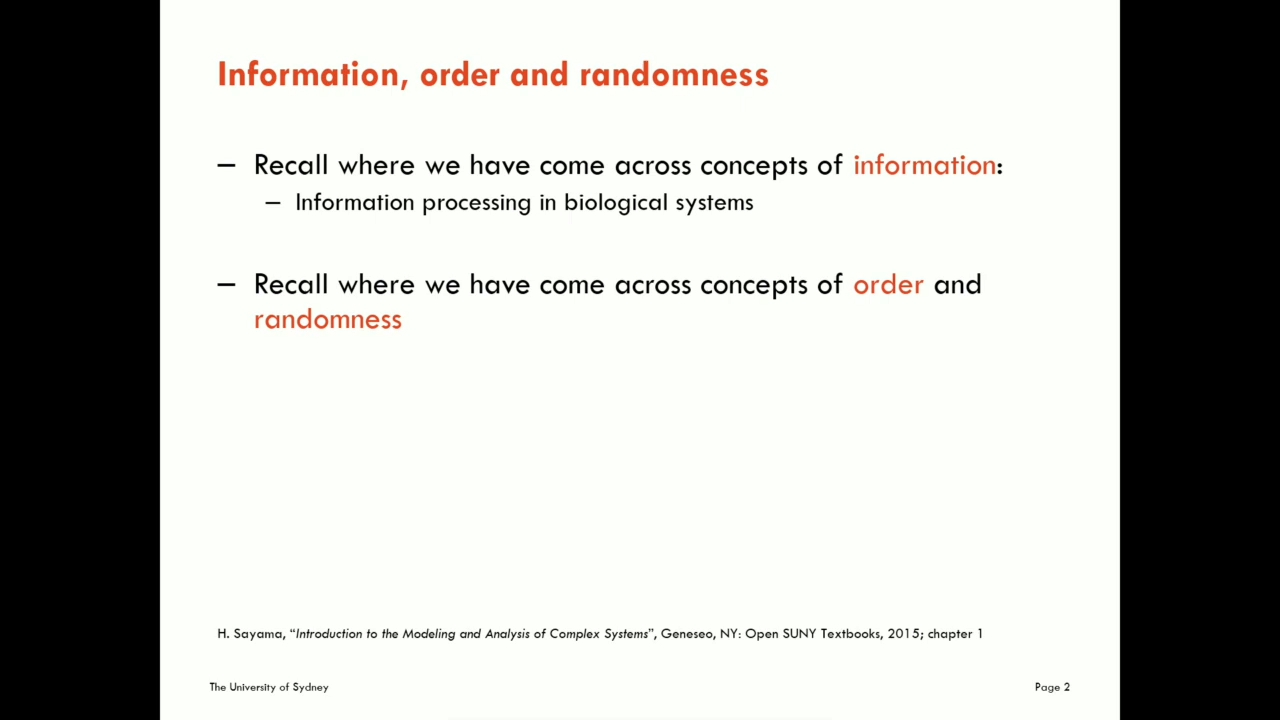 Information, order and randomness
– Recall where we have come across concepts of information:
– Information processing in biological systems
– Recall where we have come across concepts of order and
randomness
H. Sayama, “Introduction to the Modeling and Analysis of Complex Systems”, Geneseo, NY: Open SUNY Textbooks, 2015; chapter 1
The University of Sydney
Page 2